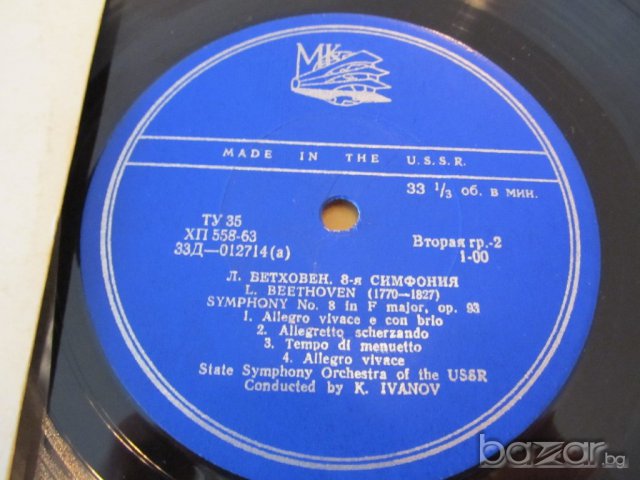 МК
MADE IN THE U.S.S.R.
33 1/3 об. в мин.
ТУ 35
ХП 558-63
33Д—012714(а)
Вторая гр.-2
1-00
Л. БЕТХОВЕН. 8-я СИМФОНИЯ
L. BEETHOVEN (1770—1827)
SYMPHONY No. 8 in F major, op. 93
1. Allegro vivace e con brio
2. Allegretto scherzando
3. Tempo di menuetto
4. Allegro vivace
State Symphony Orchestra of the USSR
Conducted by K. IVANOV
bazar.bg